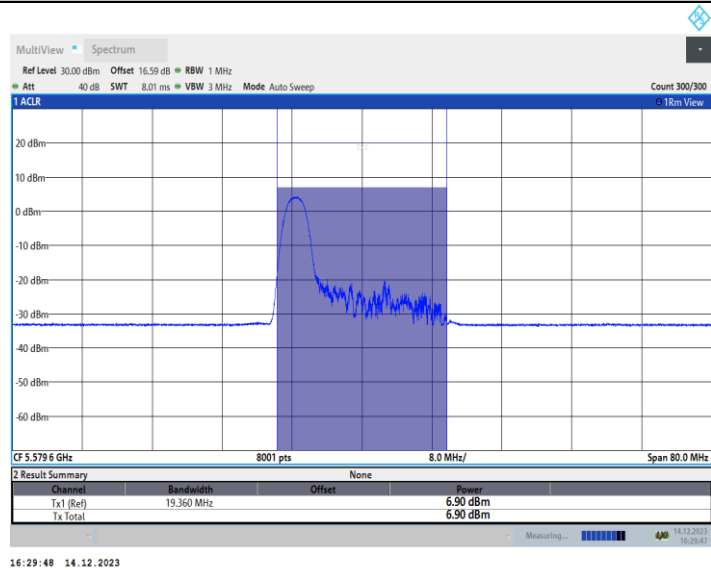 MultiView Spectrum
Ref Level 30.00 dBm Offset 16.59 dB RBW 1 MHz
Att 40 dB SWT 8.01 ms VBW 3 MHz Mode Auto Sweep Count 300/300
1 ACLR 1Rm View
20 dBm
10 dBm
0 dBm
-10 dBm
-20 dBm
-30 dBm
-40 dBm
-50 dBm
-60 dBm
CF 5.5796 GHz 8001 pts 8.0 MHz/ Span 80.0 MHz
2 Result Summary None
Channel Bandwidth Offset Power
Tx1 (Ref) 19.360 MHz 6.90 dBm
Tx Total 6.90 dBm
Measuring... 14.12.2023
16:29:47
16:29:48 14.12.2023